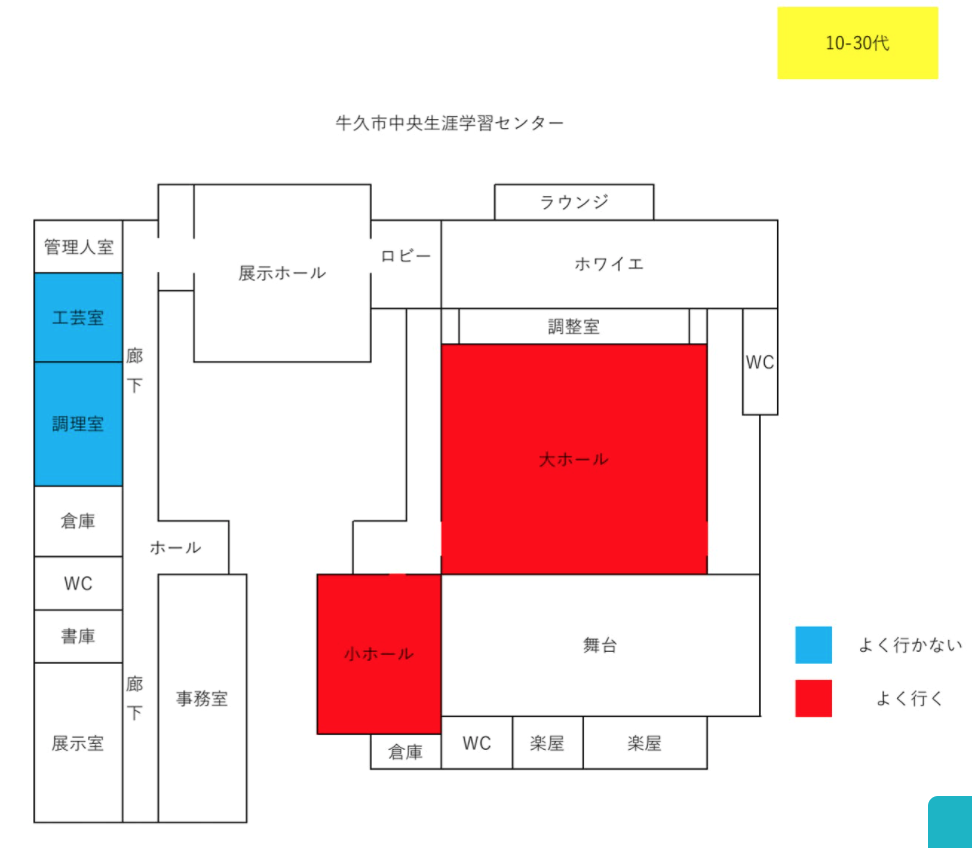 10-30代
牛久市中央生涯学習センター
ラウンジ
管理人室
ロビー
展示ホール
ホワイエ
工芸室
調整室
廊
下
WC
調理室
大ホール
倉庫
ホール
WC
書庫
小ホール
舞台
よく行かない
廊
下
事務室
よく行く
展示室
倉庫
WC
楽屋
楽屋